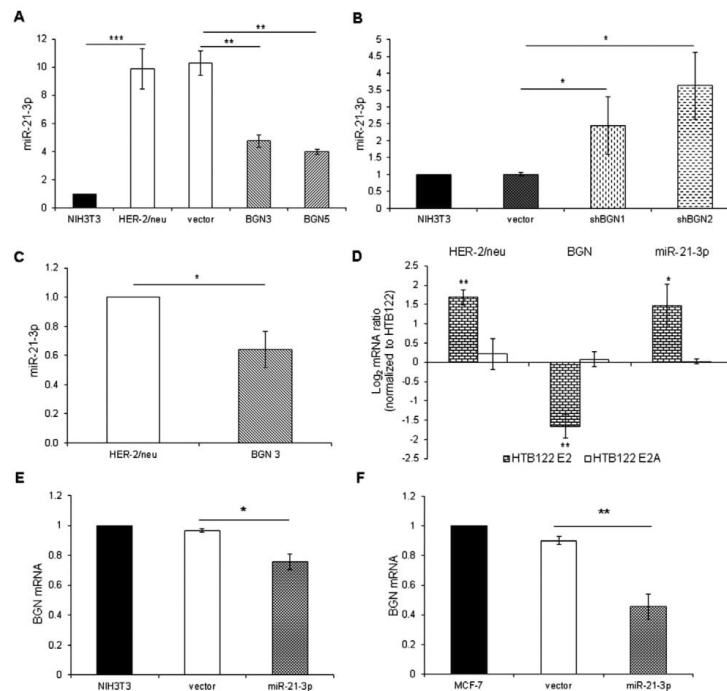 A
***
**
**
miR-21-3p
12
10
8
6
4
2
0
NIH3T3
HER-2/neu
vector
BGN3
BGN5
B
*
*
miR-21-3p
5
4.5
4
3.5
3
2.5
2
1.5
1
0.5
0
NIH3T3
vector
shBGN1
shBGN2
C
*
miR-21-3p
1.2
1.0
0.8
0.6
0.4
0.2
0.0
HER-2/neu
BGN 3
D
HER-2/neu
BGN
miR-21-3p
**
*
**
Log2 mRNA ratio
(normalized to HTB122)
2.5
2
1.5
1
0.5
0
-0.5
-1
-1.5
-2
-2.5
HTB122 E2
HTB122 E2A
E
*
BGN mRNA
1.2
1
0.8
0.6
0.4
0.2
0
NIH3T3
vector
miR-21-3p
F
**
BGN mRNA
1.2
1
0.8
0.6
0.4
0.2
0
MCF-7
vector
miR-21-3p